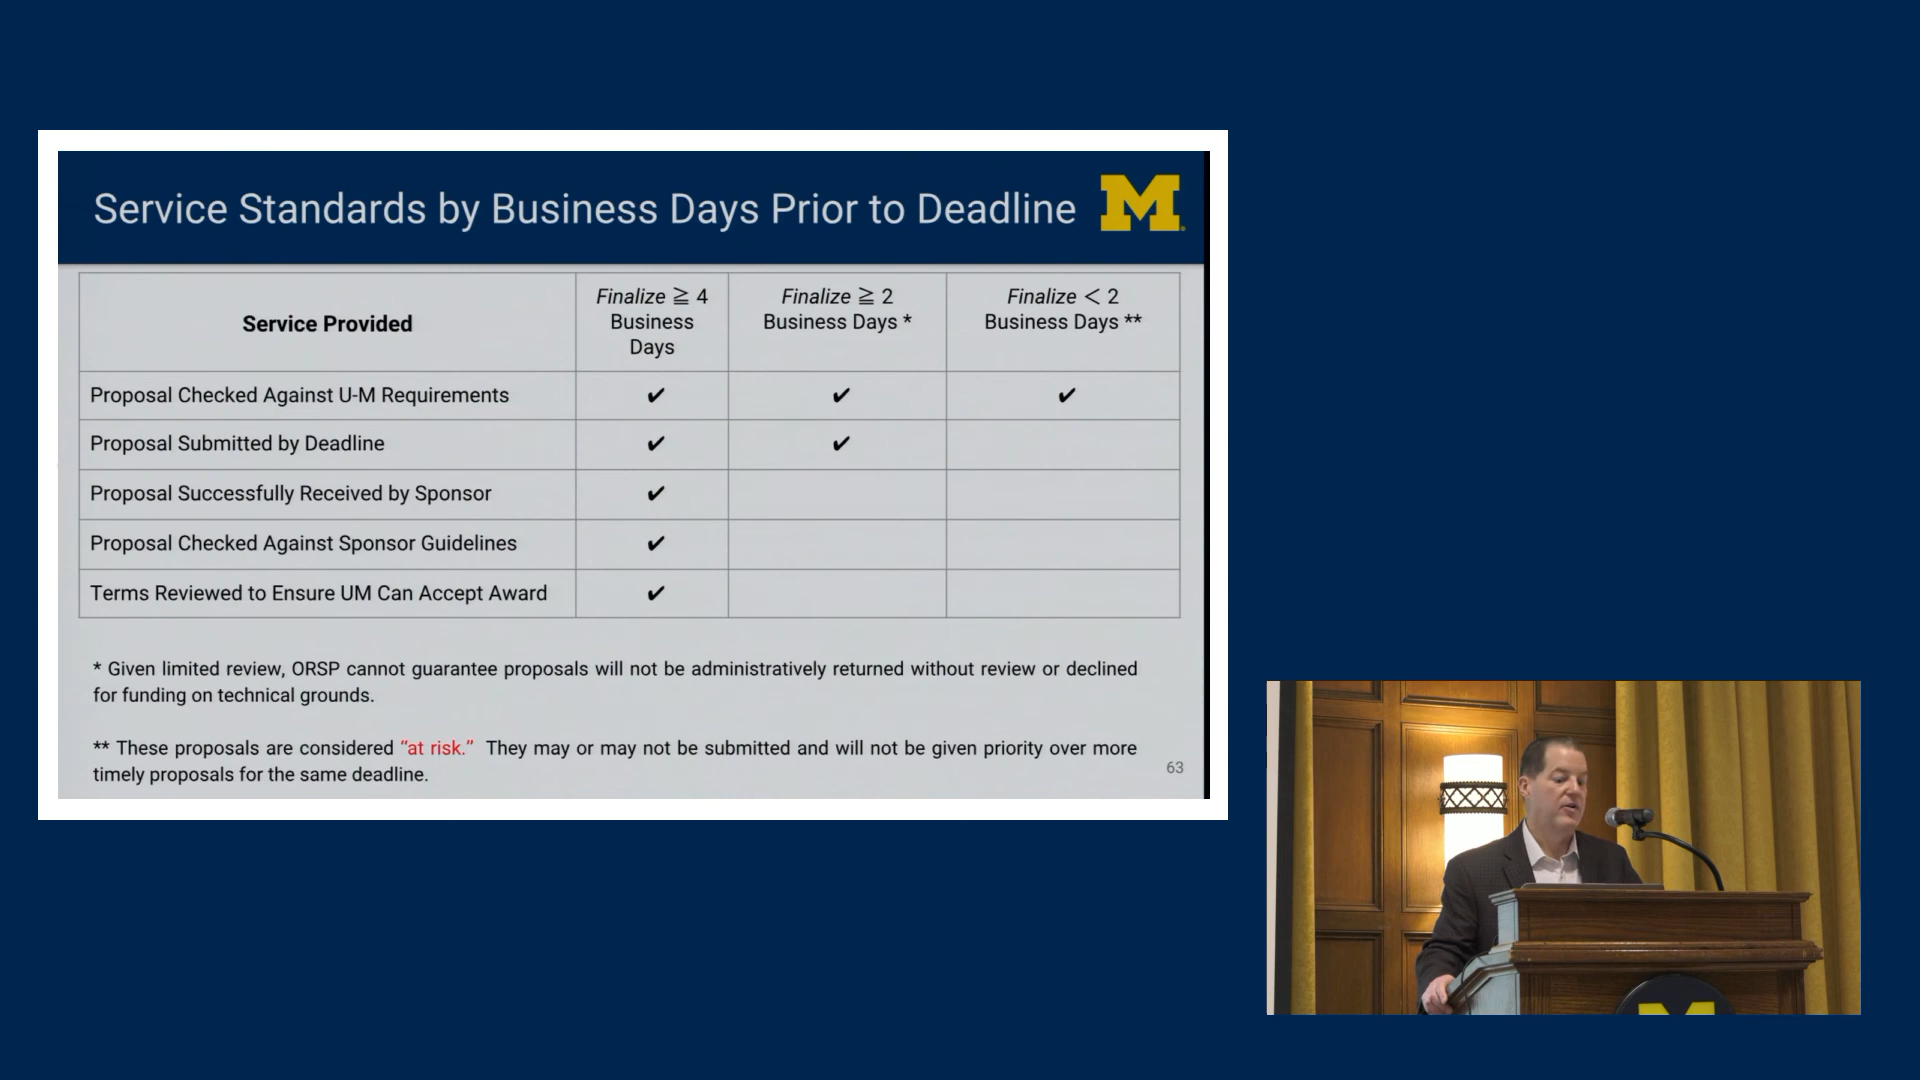 Service Standards by Business Days Prior to Deadline
M
Service Provided
Finalize ≧ 4
Business
Days
Finalize ≧ 2
Business Days *
Finalize < 2
Business Days **
Proposal Checked Against U-M Requirements ✔ ✔ ✔
Proposal Submitted by Deadline ✔ ✔
Proposal Successfully Received by Sponsor ✔
Proposal Checked Against Sponsor Guidelines ✔
Terms Reviewed to Ensure UM Can Accept Award ✔
* Given limited review, ORSP cannot guarantee proposals will not be administratively returned without review or declined
for funding on technical grounds.
** These proposals are considered “at risk.” They may or may not be submitted and will not be given priority over more
timely proposals for the same deadline.
63
M